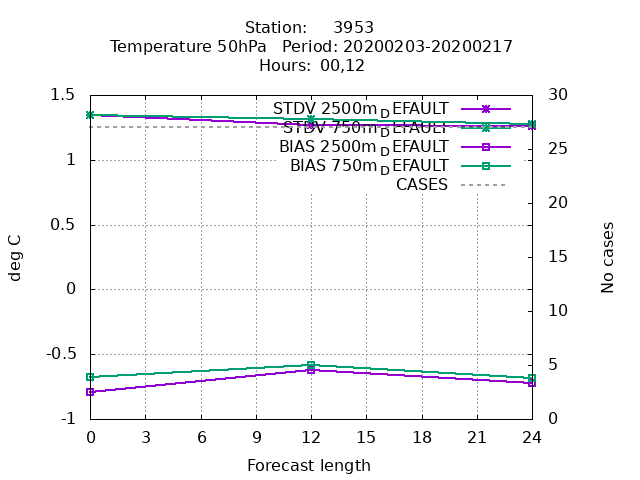 Station: 3953
Temperature 50hPa Period: 20200203-20200217
Hours: 00,12
1.5
1
0.5
0
-0.5
-1
deg C
STDV 2500m_DEFAULT
STDV 750m_DEFAULT
BIAS 2500m_DEFAULT
BIAS 750m_DEFAULT
CASES
30
25
20
15
10
5
0
No cases
0 3 6 9 12 15 18 21 24
Forecast length